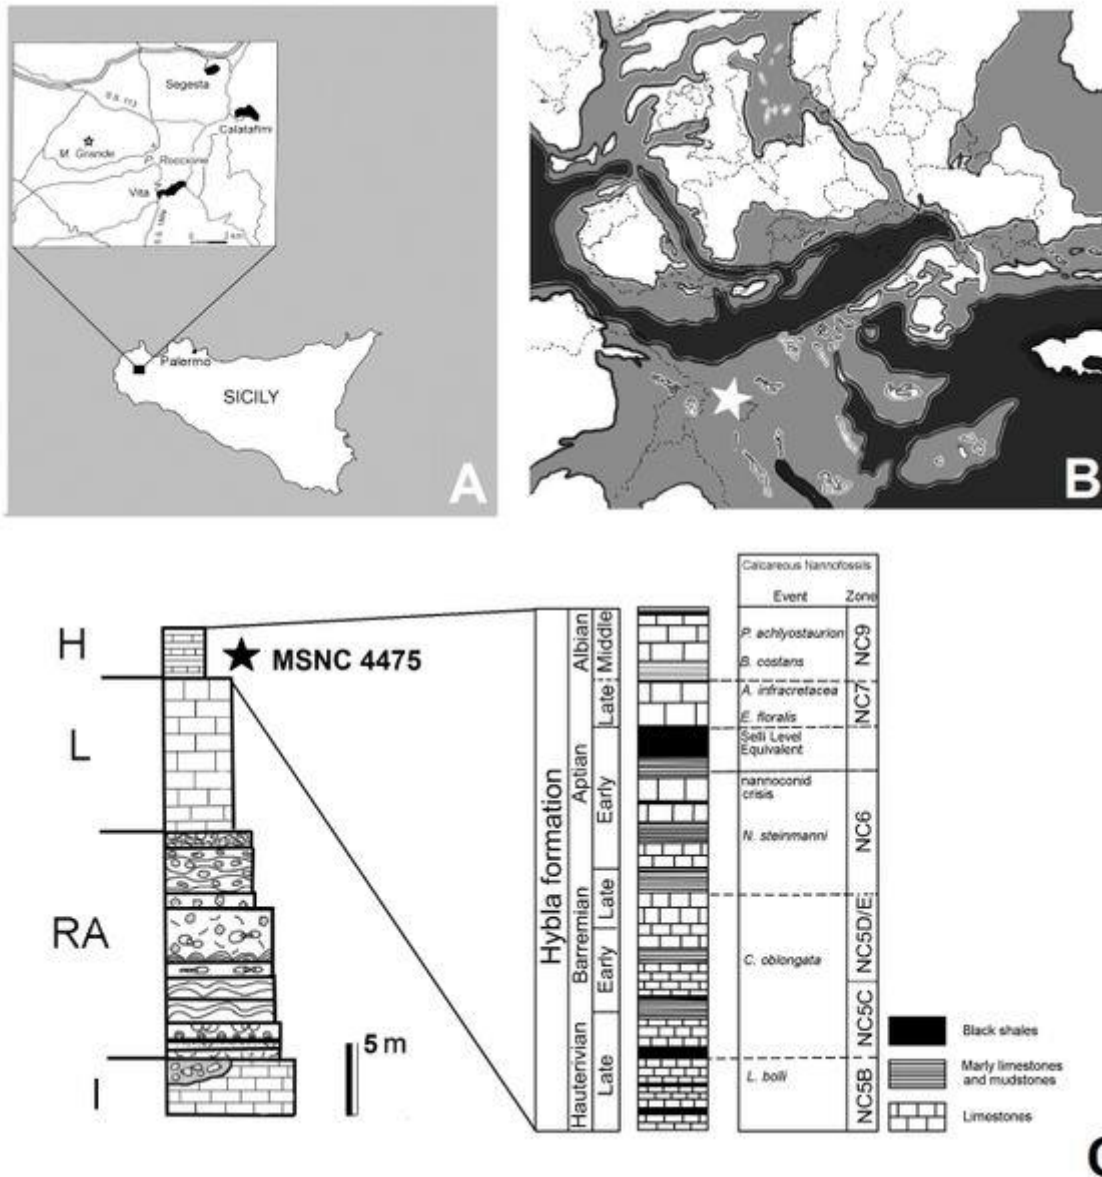 Segesta
S.S. 113
Calatafimi
M. Grande
P. Roccione
Vita
Palermo
SICILY
A
B
H
MSNC 4475
L
RA
I
5 m
Hybla formation
Albian
Middle
Aptian
Late
Early
Barremian
Late
Early
Hauterivian
Late
Calcareous Nannofossils
Event Zone
P. achlyostaurion
B. costans
NC9
A. infracretacea
E. floralis
NC7
Selli Level
Equivalent
nannoconid
crisis
N. steinmanni
NC6
C. oblongata
NC5D/E
NC5C
L. bolli
NC5B
Black shales
Marly limestones
and mudstones
Limestones